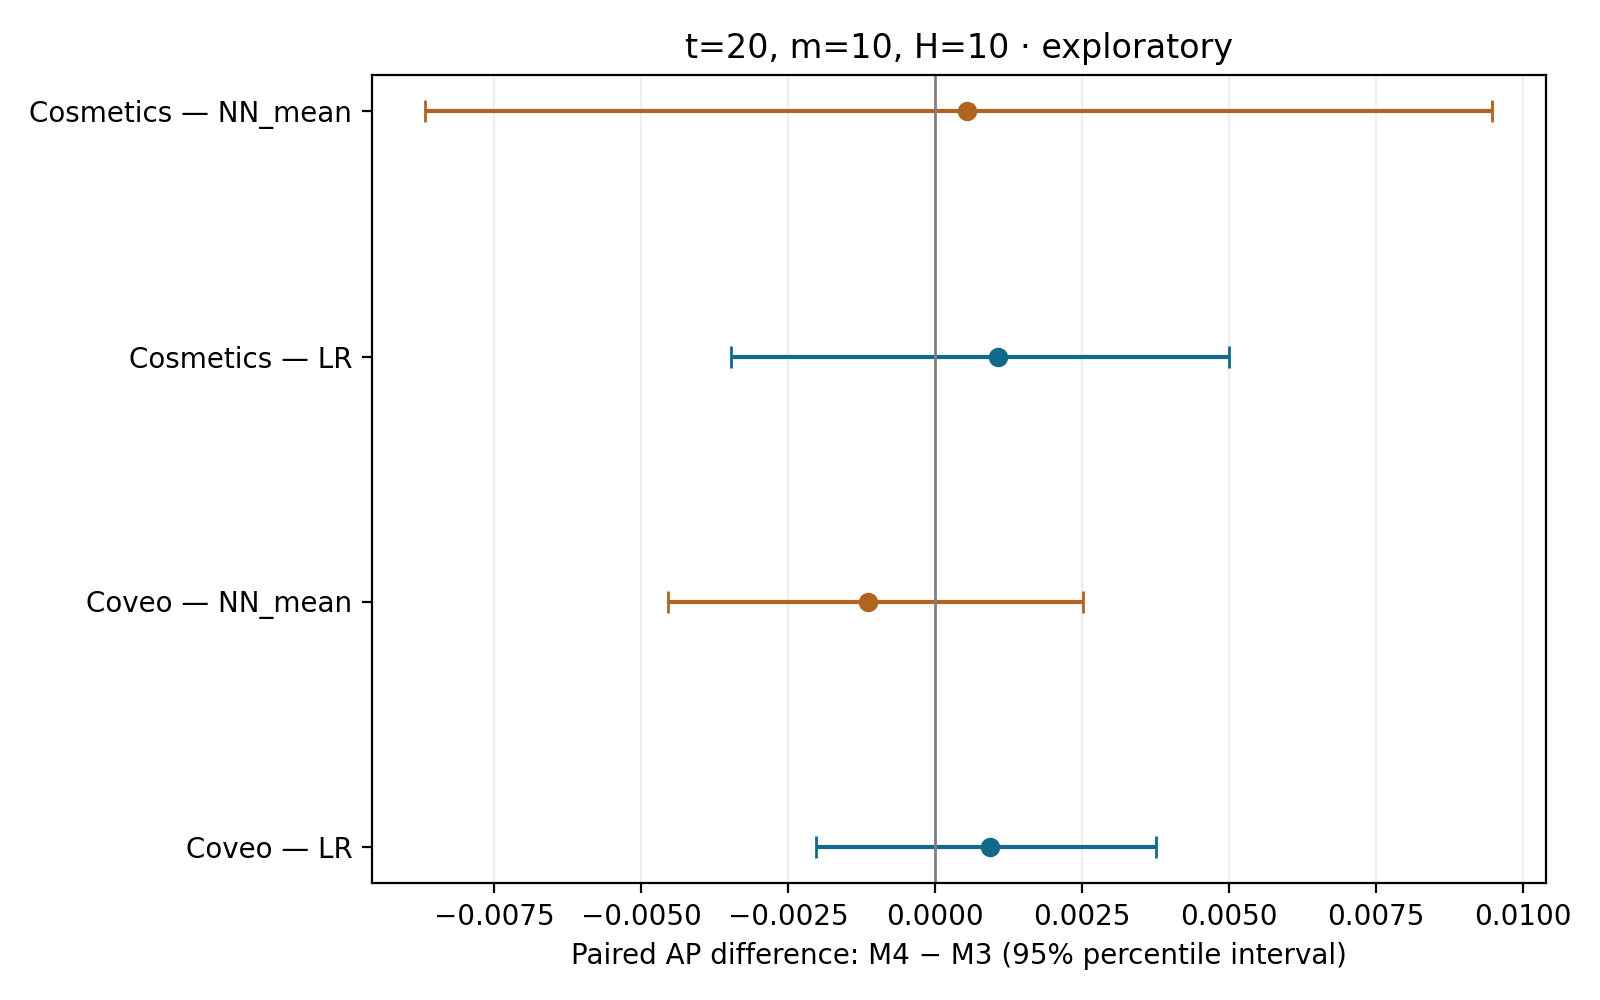 t=20, m=10, H=10 · exploratory
Cosmetics — NN_mean
Cosmetics — LR
Coveo — NN_mean
Coveo — LR
−0.0075 −0.0050 −0.0025 0.0000 0.0025 0.0050 0.0075 0.0100
Paired AP difference: M4 − M3 (95% percentile interval)